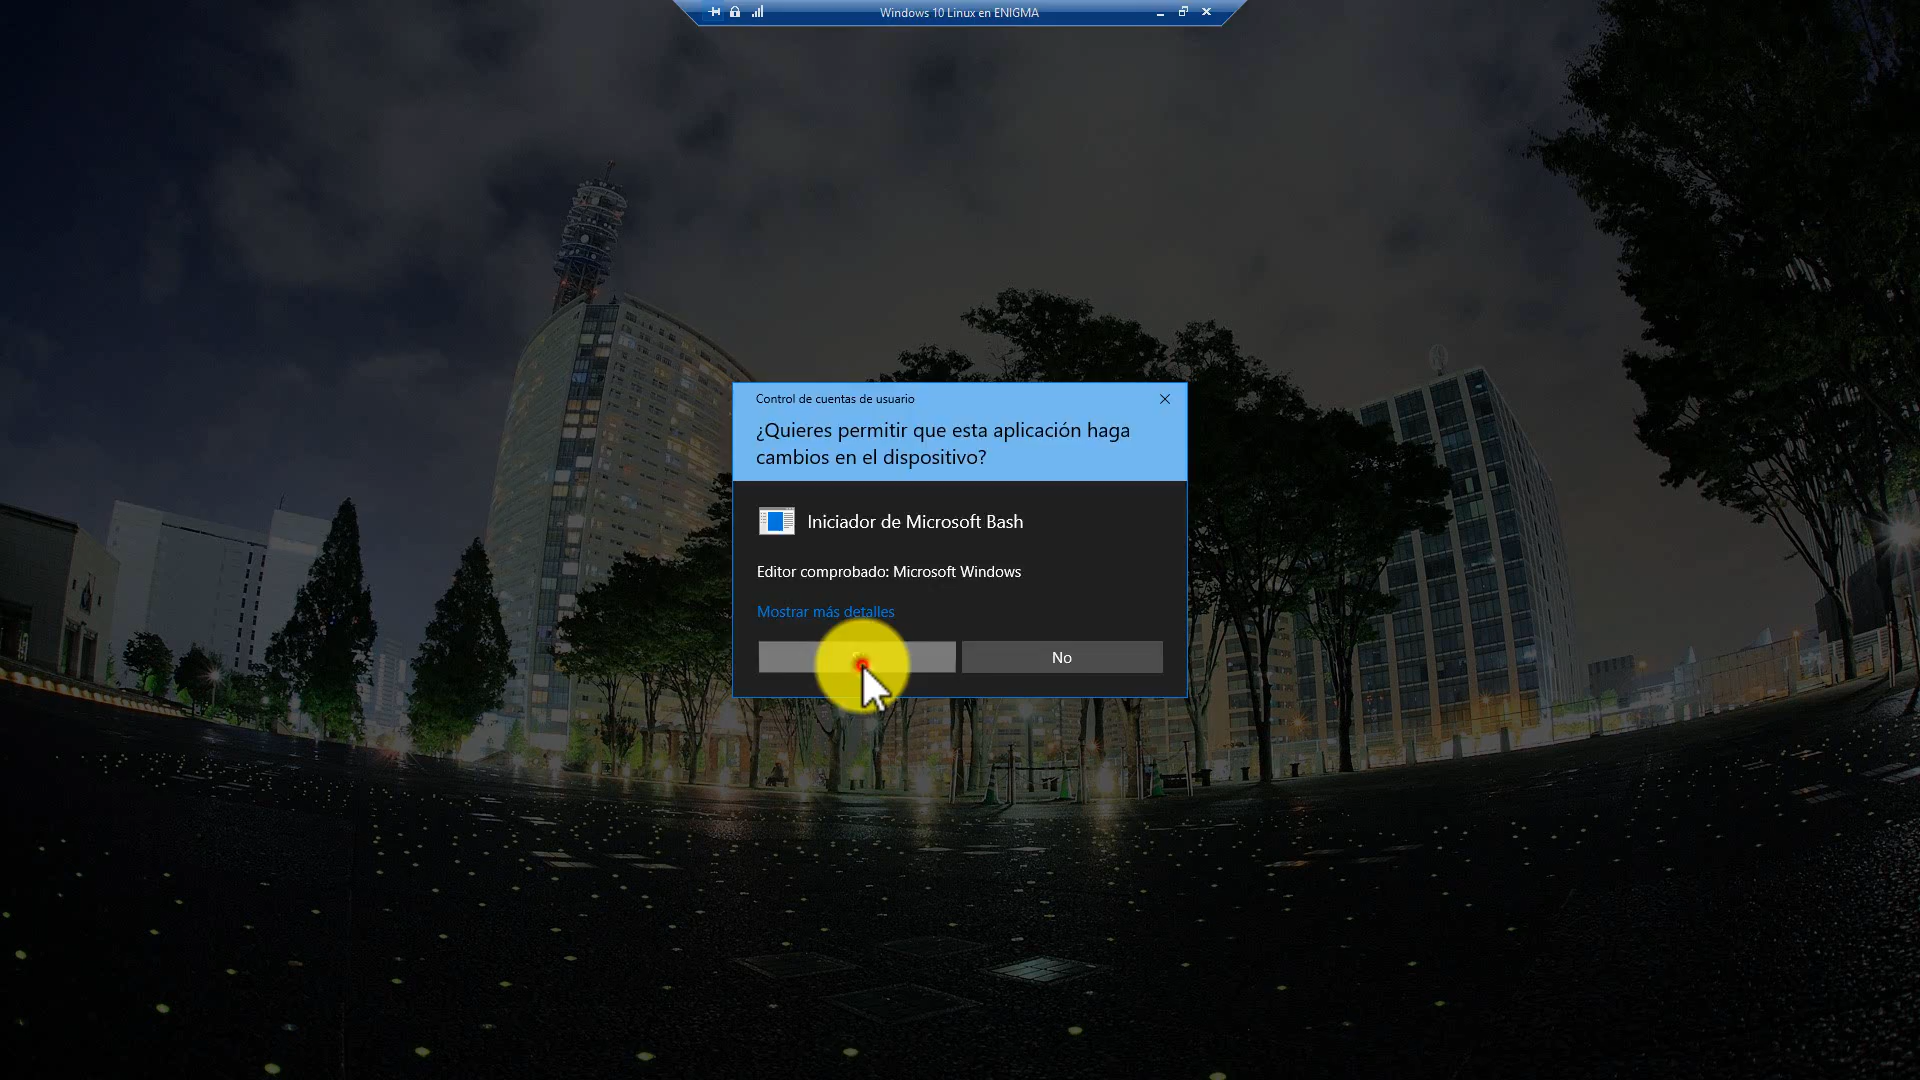 Windows 10 Linux en ENIGMA
Control de cuentas de usuario
¿Quieres permitir que esta aplicación haga
cambios en el dispositivo?
Iniciador de Microsoft Bash
Editor comprobado: Microsoft Windows
Mostrar más detalles
No